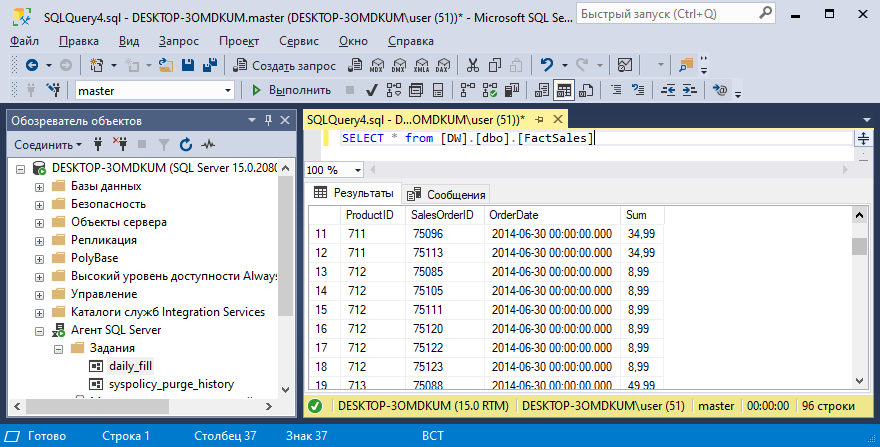 SQLQuery4.sql - DESKTOP-3OMDKUM.master (DESKTOP-3OMDKUM\user (51))* - Microsoft SQL Se...
Быстрый запуск (Ctrl+Q)
Файл Правка Вид Запрос Проект Сервис Окно Справка
Создать запрос MDX DMX XMLA DAX
master Выполнить
Обозреватель объектов
Соединить
DESKTOP-3OMDKUM (SQL Server 15.0.2080
Базы данных
Безопасность
Объекты сервера
Репликация
PolyBase
Высокий уровень доступности Always
Управление
Каталоги служб Integration Services
Агент SQL Server
Задания
daily_fill
syspolicy_purge_history
SQLQuery4.sql - D...OMDKUM\user (51))*
SELECT * from [DW].[dbo].[FactSales]
100 %
Результаты Сообщения
ProductID SalesOrderID OrderDate Sum
11 711 75096 2014-06-30 00:00:00.000 34,99
12 711 75113 2014-06-30 00:00:00.000 34,99
13 712 75085 2014-06-30 00:00:00.000 8,99
14 712 75105 2014-06-30 00:00:00.000 8,99
15 712 75111 2014-06-30 00:00:00.000 8,99
16 712 75120 2014-06-30 00:00:00.000 8,99
17 712 75122 2014-06-30 00:00:00.000 8,99
18 712 75123 2014-06-30 00:00:00.000 8,99
19 713 75088 2014-06-30 00:00:00.000 49,99
DESKTOP-3OMDKUM (15.0 RTM) DESKTOP-3OMDKUM\user (51) master 00:00:00 96 строки
Готово Строка 1 Столбец 37 Знак 37 ВСТ